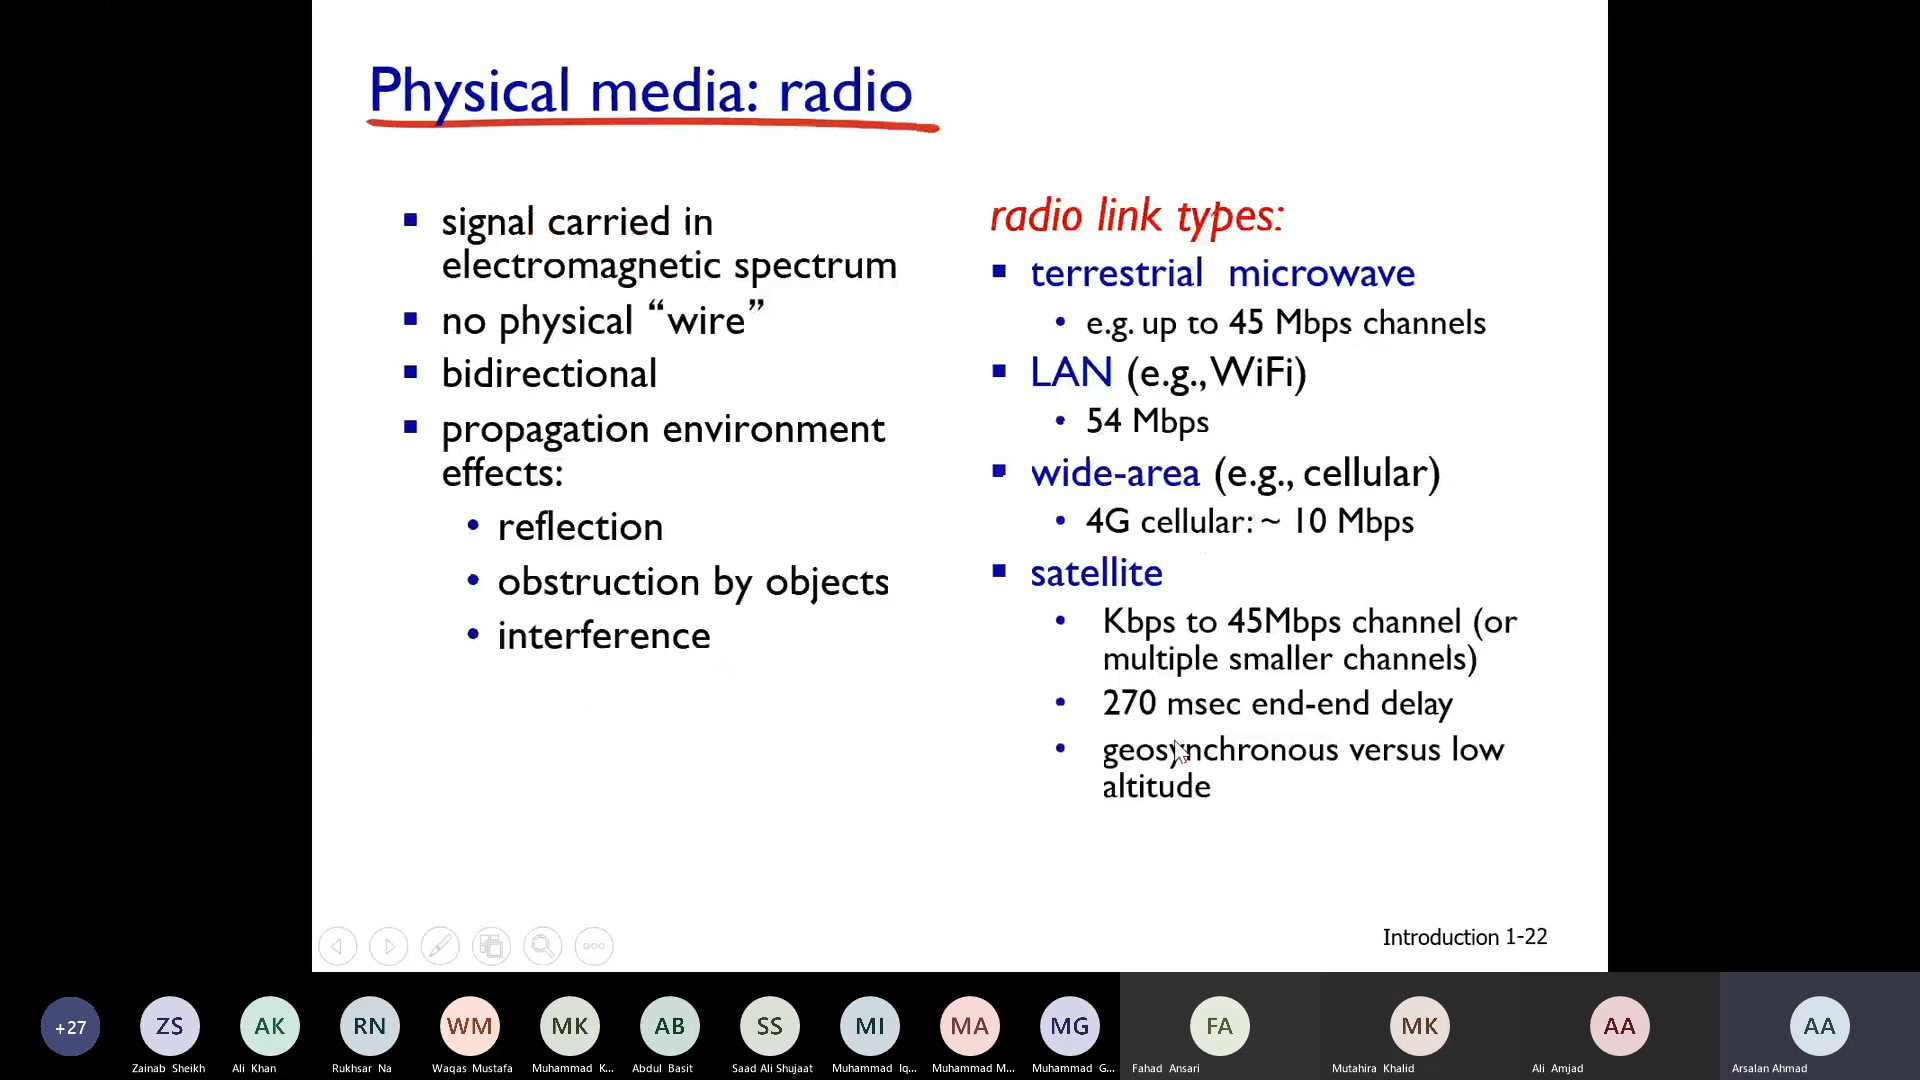 Physical media: radio
signal carried in
electromagnetic spectrum
no physical “wire”
bidirectional
propagation environment
effects:
reflection
obstruction by objects
interference
radio link types:
terrestrial microwave
e.g. up to 45 Mbps channels
LAN (e.g., WiFi)
54 Mbps
wide-area (e.g., cellular)
4G cellular: ~ 10 Mbps
satellite
Kbps to 45Mbps channel (or
multiple smaller channels)
270 msec end-end delay
geosynchronous versus low
altitude
Introduction 1-22
+27
ZS
AK
RN
WM
MK
AB
SS
MI
MA
MG
FA
MK
AA
AA
Zainab Sheikh
Ali Khan
Rukhsar Na
Waqas Mustafa
Muhammad K...
Abdul Basit
Saad Ali Shujaat
Muhammad Iq...
Muhammad M...
Muhammad G...
Fahad Ansari
Mutahira Khalid
Ali Amjad
Arsalan Ahmad